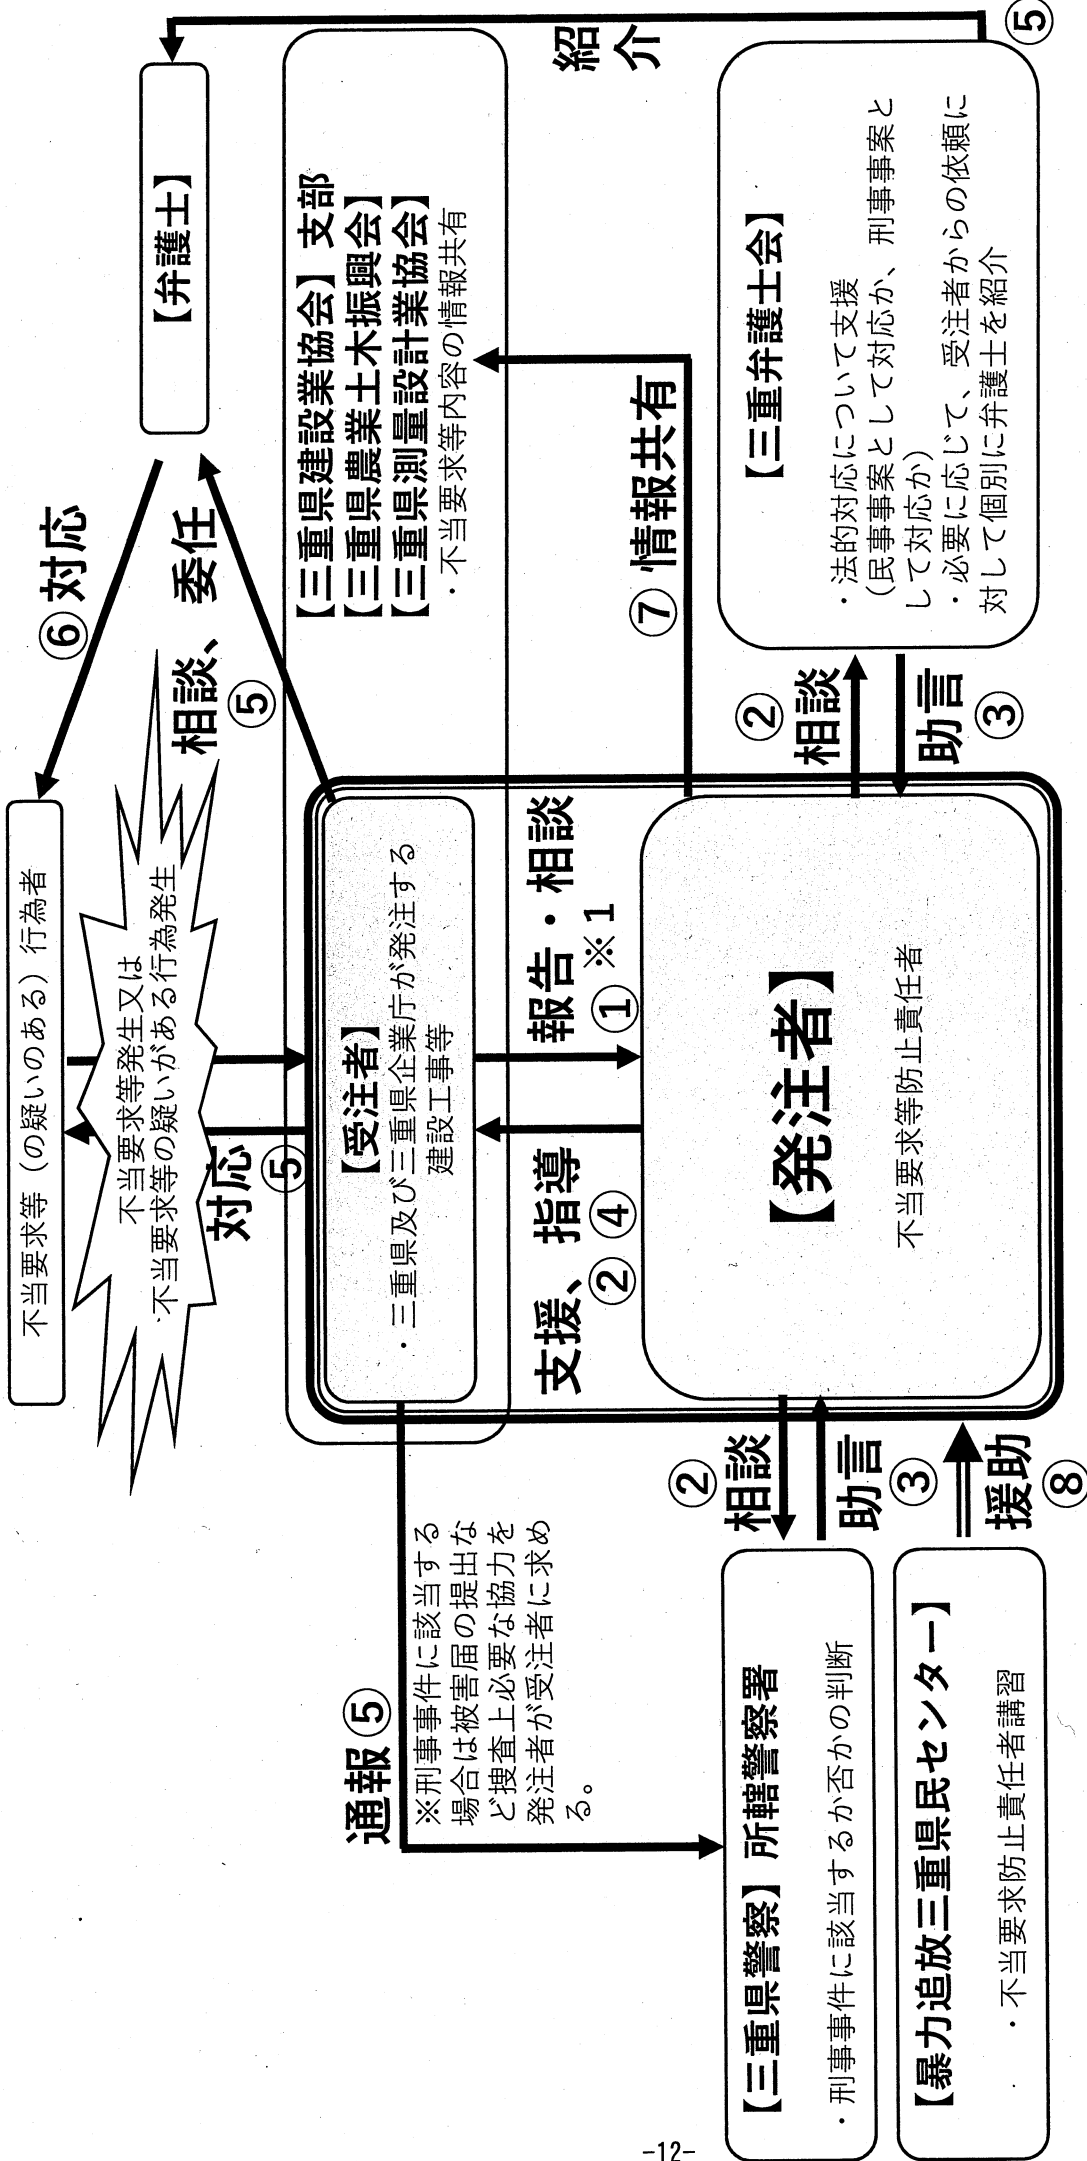 不当要求等（の疑いのある）行為者
不当要求等発生又は
不当要求等の疑いがある行為発生
⑥対応
【弁護士】
相談、委任
⑤
対応
⑤
【受注者】
・三重県及び三重県企業庁が発注する
建設工事等
【三重県建設業協会】支部
【三重県農業土木振興会】
【三重県測量設計業協会】
・不当要求等内容の情報共有
紹
介
⑤
通報⑤
※刑事事件に該当する
場合は被害届の提出な
ど捜査上必要な協力を
発注者が受注者に求め
る。
支援、指導
②④
報告・相談
①※1
⑦情報共有
【発注者】
不当要求等防止責任者
②
相談
助言
③
②
相談
助言
③
援助
⑧
【三重県警察】所轄警察署
・刑事事件に該当するか否かの判断
【暴力追放三重県民センター】
・不当要求防止責任者講習
【三重弁護士会】
・法的対応について支援
（民事事案として対応か、刑事事案と
して対応か）
・必要に応じて、受注者からの依頼に
対して個別に弁護士を紹介
-12-